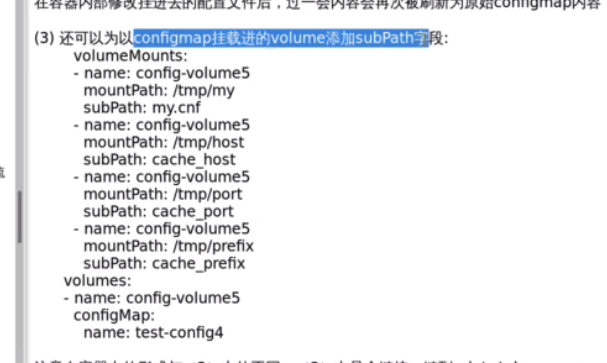 在容器内部修改挂进去的配置文件后，过一会内容会再次被刷新为原始configmap内容
(3) 还可以为以configmap挂载进的volume添加subPath字段:
volumeMounts:
- name: config-volume5
mountPath: /tmp/my
subPath: my.cnf
- name: config-volume5
mountPath: /tmp/host
subPath: cache_host
- name: config-volume5
mountPath: /tmp/port
subPath: cache_port
- name: config-volume5
mountPath: /tmp/prefix
subPath: cache_prefix
volumes:
- name: config-volume5
configMap:
name: test-config4